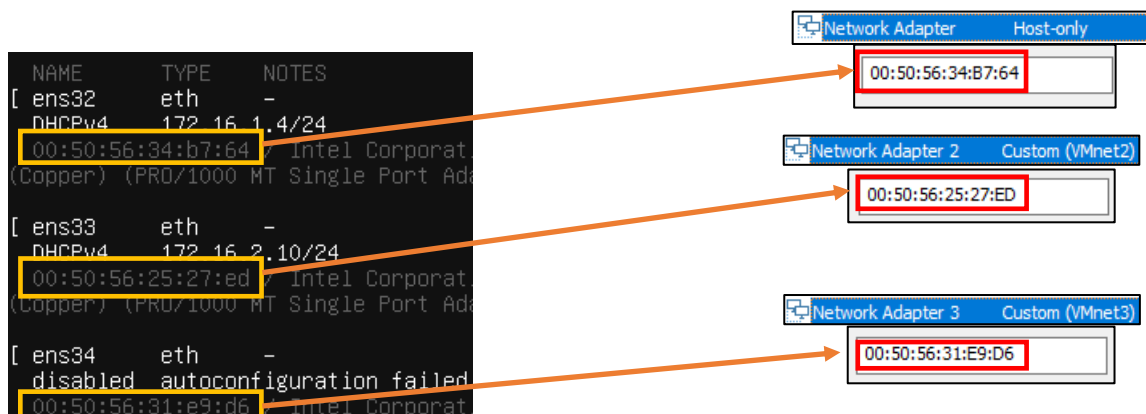 NAME TYPE NOTES
[ ens32 eth –
DHCPv4 172.16.1.4/24
00:50:56:34:b7:64 / Intel Corporat.
(Copper) (PRO/1000 MT Single Port Ada
[ ens33 eth –
DHCPv4 172.16.2.10/24
00:50:56:25:27:ed / Intel Corporat.
(Copper) (PRO/1000 MT Single Port Ada
[ ens34 eth –
disabled autoconfiguration failed
00:50:56:31:e9:d6 / Intel Corporat
Network Adapter Host-only
00:50:56:34:B7:64
Network Adapter 2 Custom (VMnet2)
00:50:56:25:27:ED
Network Adapter 3 Custom (VMnet3)
00:50:56:31:E9:D6